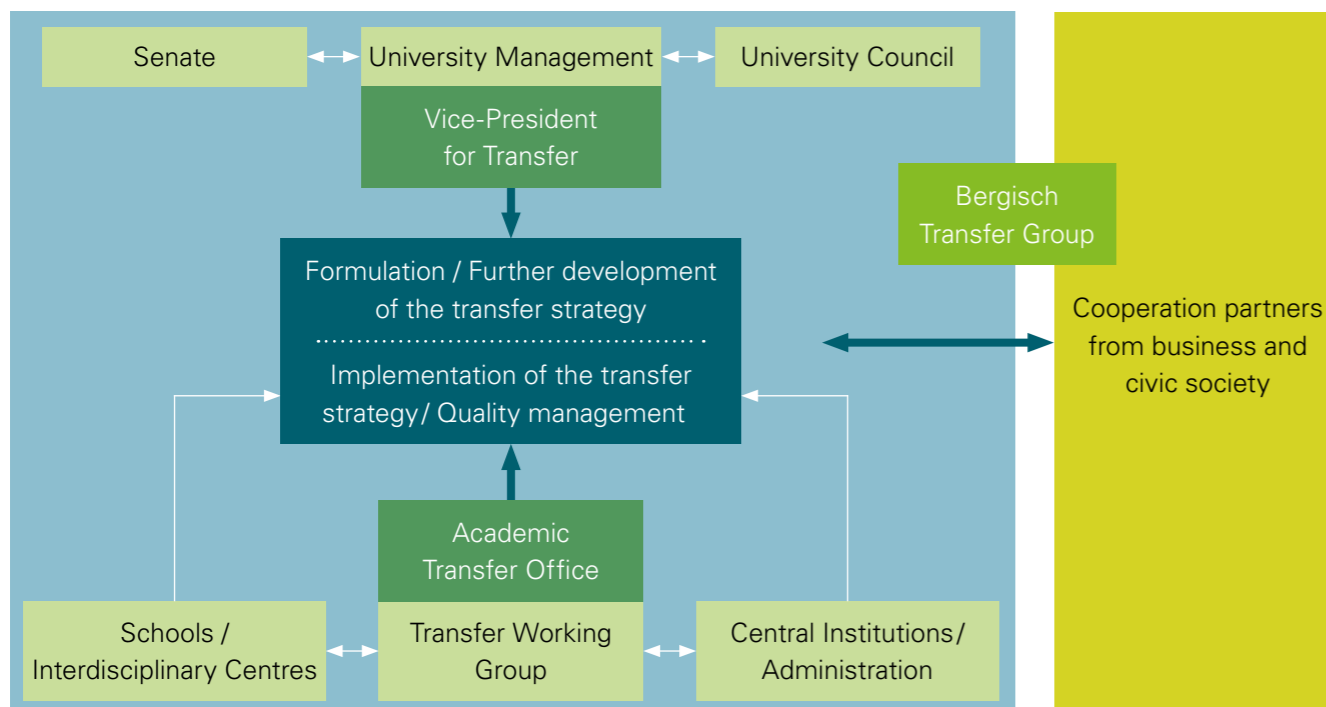 Senate
University Management
University Council
Vice-President
for Transfer
Bergisch
Transfer Group
Formulation / Further development
of the transfer strategy
Implementation of the transfer
strategy / Quality management
Cooperation partners
from business and
civic society
Academic
Transfer Office
Schools /
Interdisciplinary Centres
Transfer Working
Group
Central Institutions /
Administration